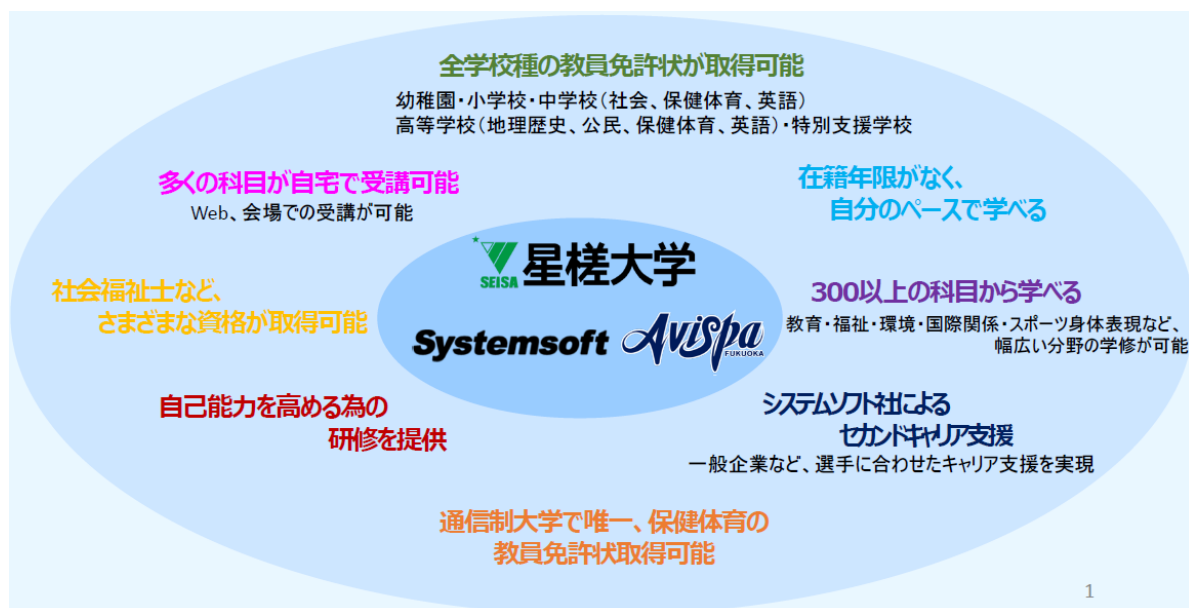 全学校種の教員免許状が取得可能
幼稚園・小学校・中学校（社会、保健体育、英語）
高等学校（地理歴史、公民、保健体育、英語）・特別支援学校
多くの科目が自宅で受講可能
Web、会場での受講が可能
在籍年限がなく、
自分のペースで学べる
SEISA
星槎大学
Systemsoft
Avispa
FUKUOKA
社会福祉士など、
さまざまな資格が取得可能
300以上の科目から学べる
教育・福祉・環境・国際関係・スポーツ身体表現など、
幅広い分野の学修が可能
自己能力を高める為の
研修を提供
システムソフト社による
セカンドキャリア支援
一般企業など、選手に合わせたキャリア支援を実現
通信制大学で唯一、保健体育の
教員免許状取得可能
1